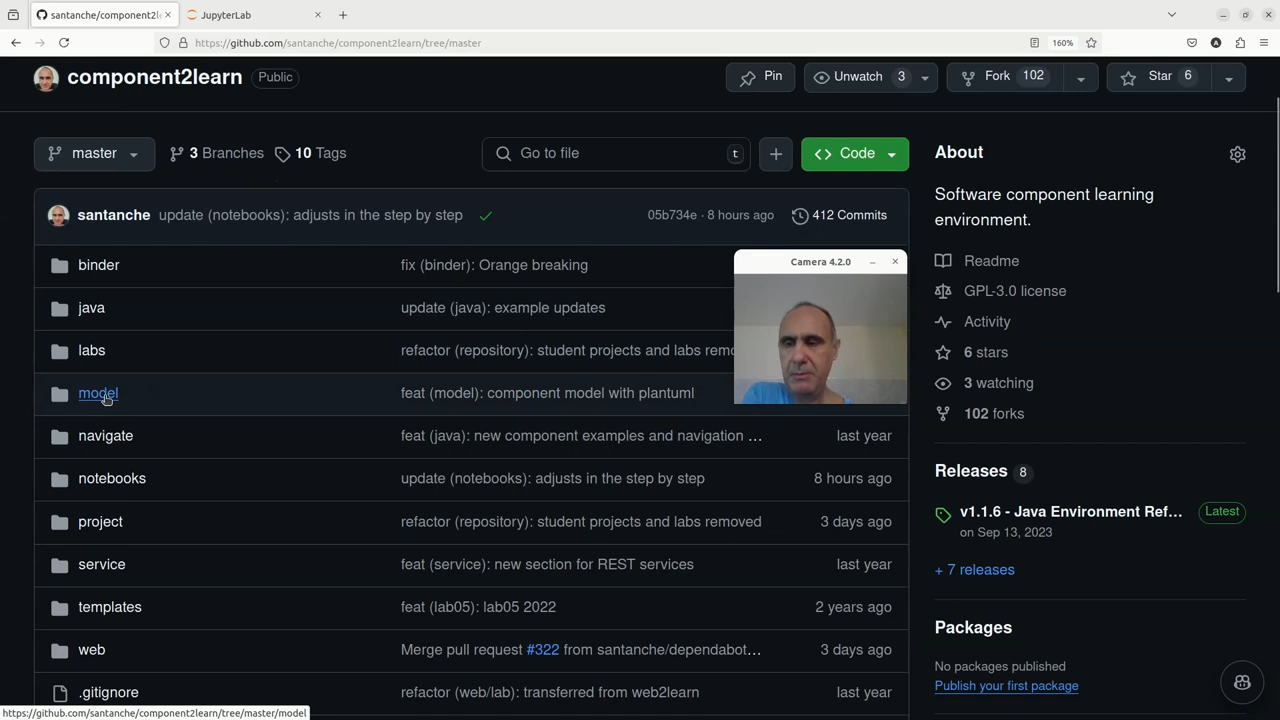 santanche/component2l
JupyterLab
https://github.com/santanche/component2learn/tree/master
160%
component2learn
Public
Pin
Unwatch
3
Fork
102
Star
6
master
3 Branches
10 Tags
Go to file
t
Code
About
Software component learning
environment.
santanche
update (notebooks): adjusts in the step by step
05b734e · 8 hours ago
412 Commits
binder
fix (binder): Orange breaking
Camera 4.2.0
Readme
java
update (java): example updates
GPL-3.0 license
Activity
labs
refactor (repository): student projects and labs remo
6 stars
model
feat (model): component model with plantuml
3 watching
102 forks
navigate
feat (java): new component examples and navigation …
last year
notebooks
update (notebooks): adjusts in the step by step
8 hours ago
Releases 8
project
refactor (repository): student projects and labs removed
3 days ago
v1.1.6 - Java Environment Ref...
Latest
on Sep 13, 2023
service
feat (service): new section for REST services
last year
+ 7 releases
templates
feat (lab05): lab05 2022
2 years ago
Packages
web
Merge pull request #322 from santanche/dependabot…
3 days ago
No packages published
Publish your first package
.gitignore
refactor (web/lab): transferred from web2learn
last year
https://github.com/santanche/component2learn/tree/master/model